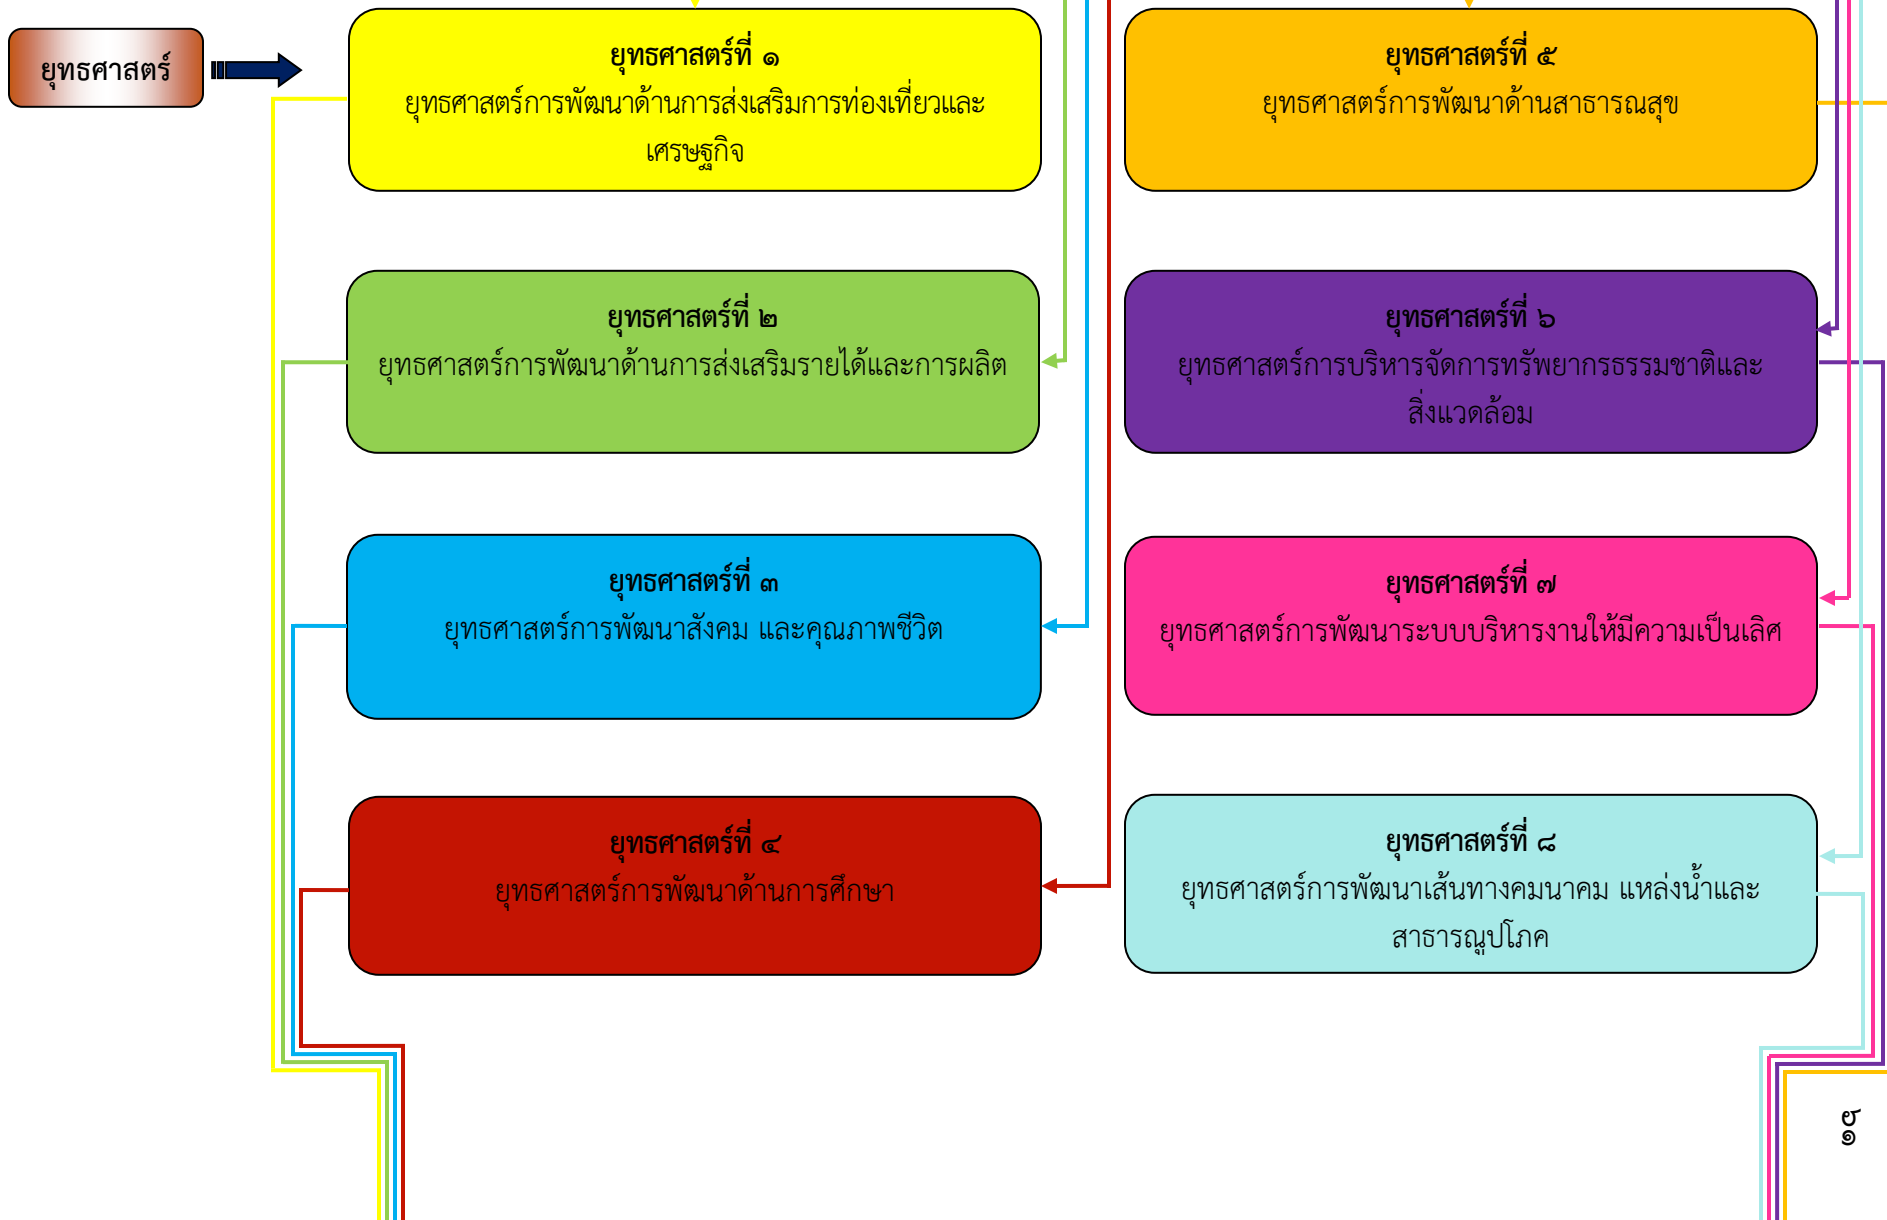 ยุทธศาสตร์
ยุทธศาสตร์ที่ ๑
ยุทธศาสตร์การพัฒนาด้านการส่งเสริมการท่องเที่ยวและ
เศรษฐกิจ
ยุทธศาสตร์ที่ ๒
ยุทธศาสตร์การพัฒนาด้านการส่งเสริมรายได้และการผลิต
ยุทธศาสตร์ที่ ๓
ยุทธศาสตร์การพัฒนาสังคม และคุณภาพชีวิต
ยุทธศาสตร์ที่ ๔
ยุทธศาสตร์การพัฒนาด้านการศึกษา
ยุทธศาสตร์ที่ ๕
ยุทธศาสตร์การพัฒนาด้านสาธารณสุข
ยุทธศาสตร์ที่ ๖
ยุทธศาสตร์การบริหารจัดการทรัพยากรธรรมชาติและ
สิ่งแวดล้อม
ยุทธศาสตร์ที่ ๗
ยุทธศาสตร์การพัฒนาระบบบริหารงานให้มีความเป็นเลิศ
ยุทธศาสตร์ที่ ๘
ยุทธศาสตร์การพัฒนาเส้นทางคมนาคม แหล่งน้ำและ
สาธารณูปโภค
๑๙